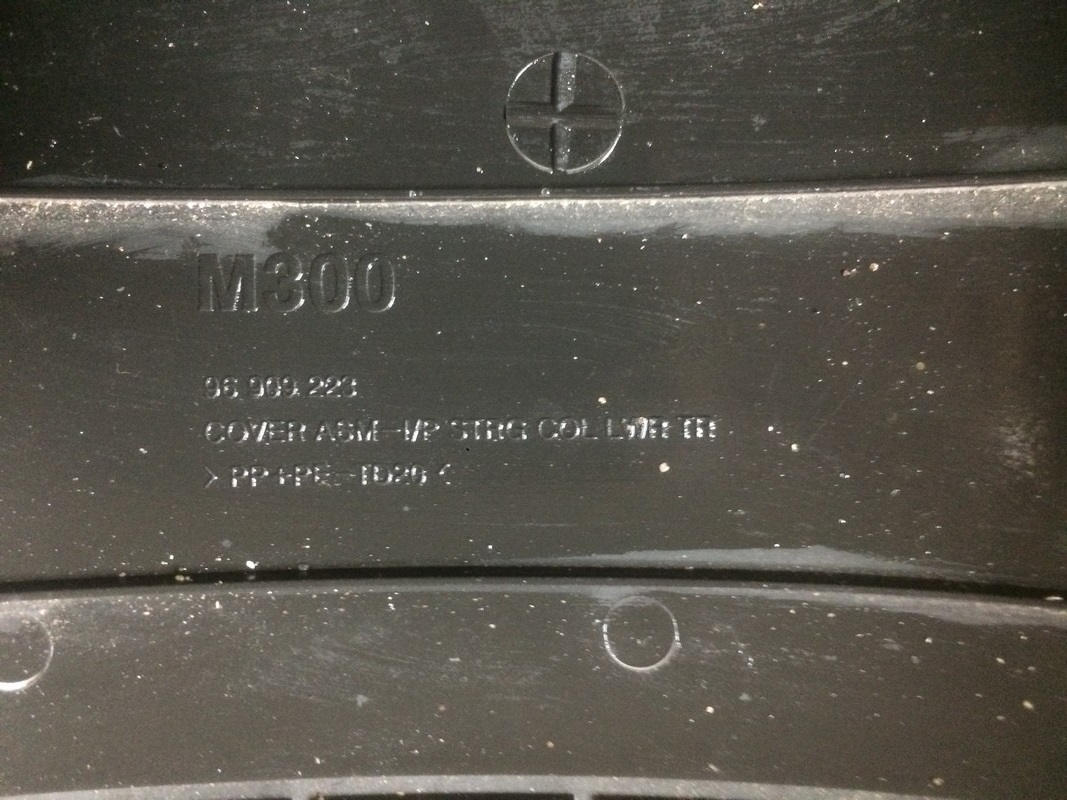 M300
96 909 223
COVER ASM-I/P STRG COL LWR TR
>PP+PE-TD20<